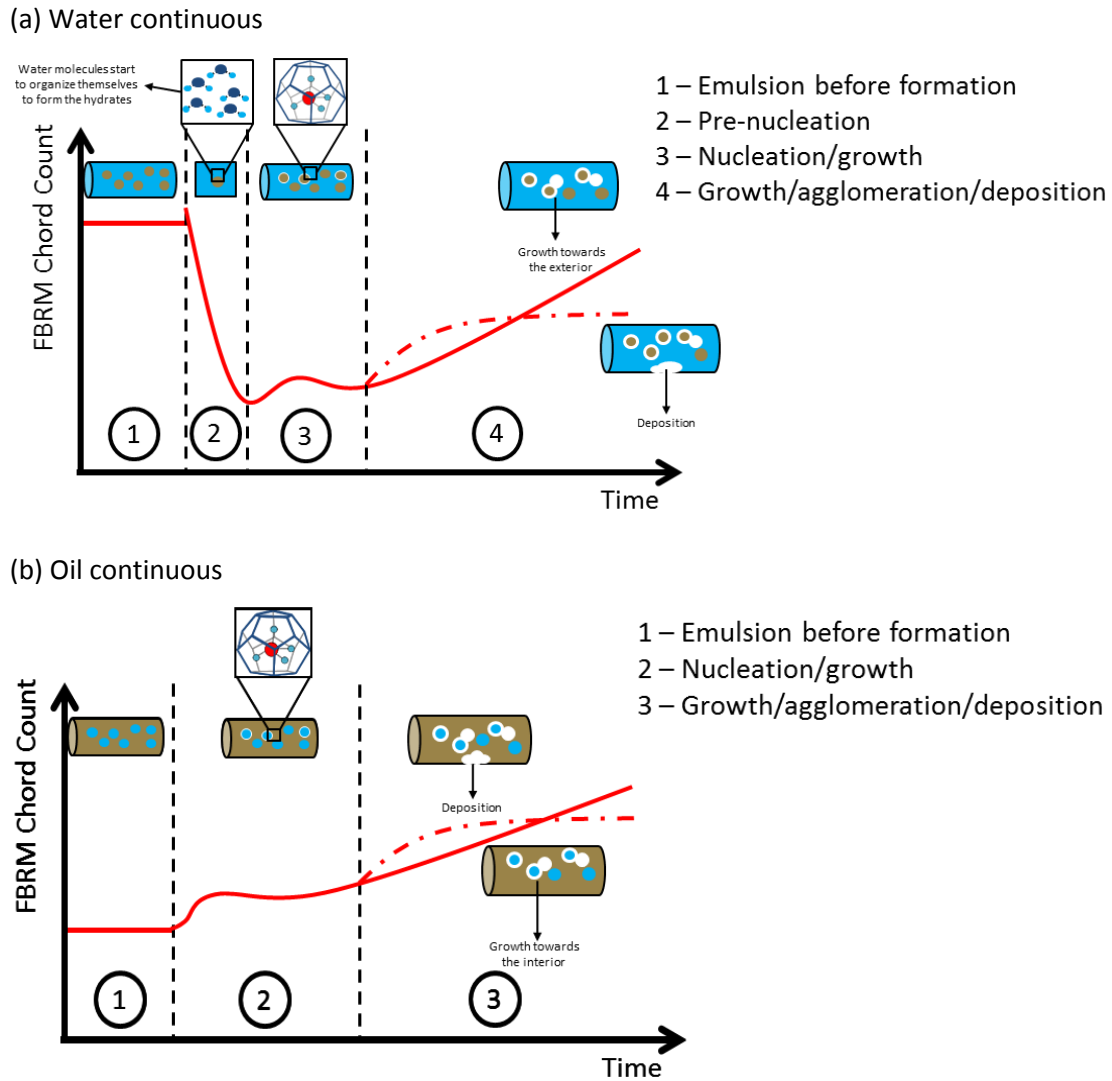 (a) Water continuous
Water molecules start
to organize themselves
to form the hydrates
1 – Emulsion before formation
2 – Pre-nucleation
3 – Nucleation/growth
4 – Growth/agglomeration/deposition
FBRM Chord Count
Growth towards
the exterior
Deposition
1
2
3
4
Time
(b) Oil continuous
1 – Emulsion before formation
2 – Nucleation/growth
3 – Growth/agglomeration/deposition
FBRM Chord Count
Deposition
Growth towards
the interior
1
2
3
Time